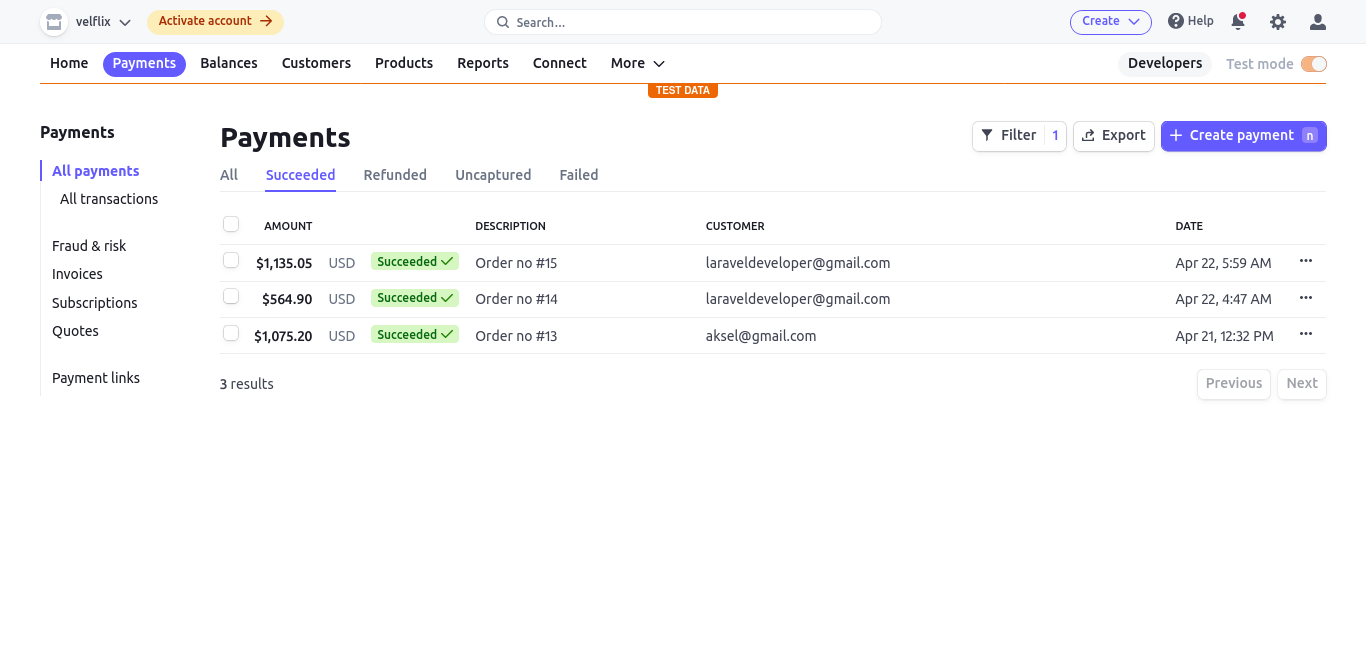 velflix Activate account → Search... Create Help
Home Payments Balances Customers Products Reports Connect More Developers Test mode
TEST DATA
Payments
All payments
All transactions
Fraud & risk
Invoices
Subscriptions
Quotes
Payment links
Payments Filter 1 Export + Create payment n
All Succeeded Refunded Uncaptured Failed
AMOUNT DESCRIPTION CUSTOMER DATE
$1,135.05 USD Succeeded ✓ Order no #15 laraveldeveloper@gmail.com Apr 22, 5:59 AM ···
$564.90 USD Succeeded ✓ Order no #14 laraveldeveloper@gmail.com Apr 22, 4:47 AM ···
$1,075.20 USD Succeeded ✓ Order no #13 aksel@gmail.com Apr 21, 12:32 PM ···
3 results Previous Next